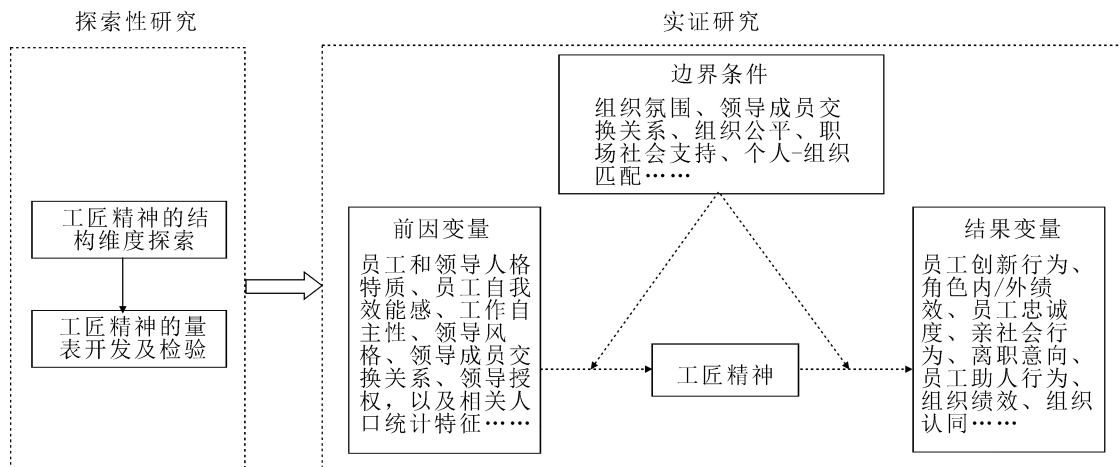 探索性研究
实证研究
边界条件
组织氛围、领导成员交
换关系、组织公平、职
场社会支持、个人-组织
匹配……
工匠精神的结
构维度探索
工匠精神的量
表开发及检验
前因变量
员工和领导人格
特质、员工自我
效能感、工作自
主性、领导风
格、领导成员交
换关系、领导授
权，以及相关人
口统计特征……
工匠精神
结果变量
员工创新行为、
角色内/外绩
效、员工忠诚
度、亲社会行
为、离职意向、
员工助人行为、
组织绩效、组织
认同……